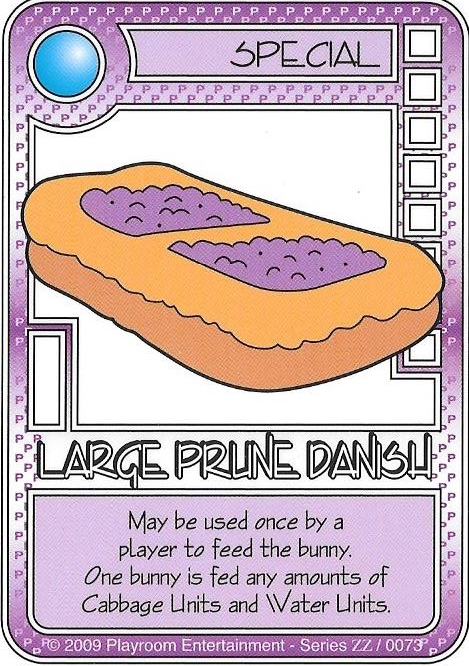 SPECIAL
LARGE PRUNE DANISH
May be used once by a
player to feed the bunny.
One bunny is fed any amounts of
Cabbage Units and Water Units.
© 2009 Playroom Entertainment - Series ZZ / 0073